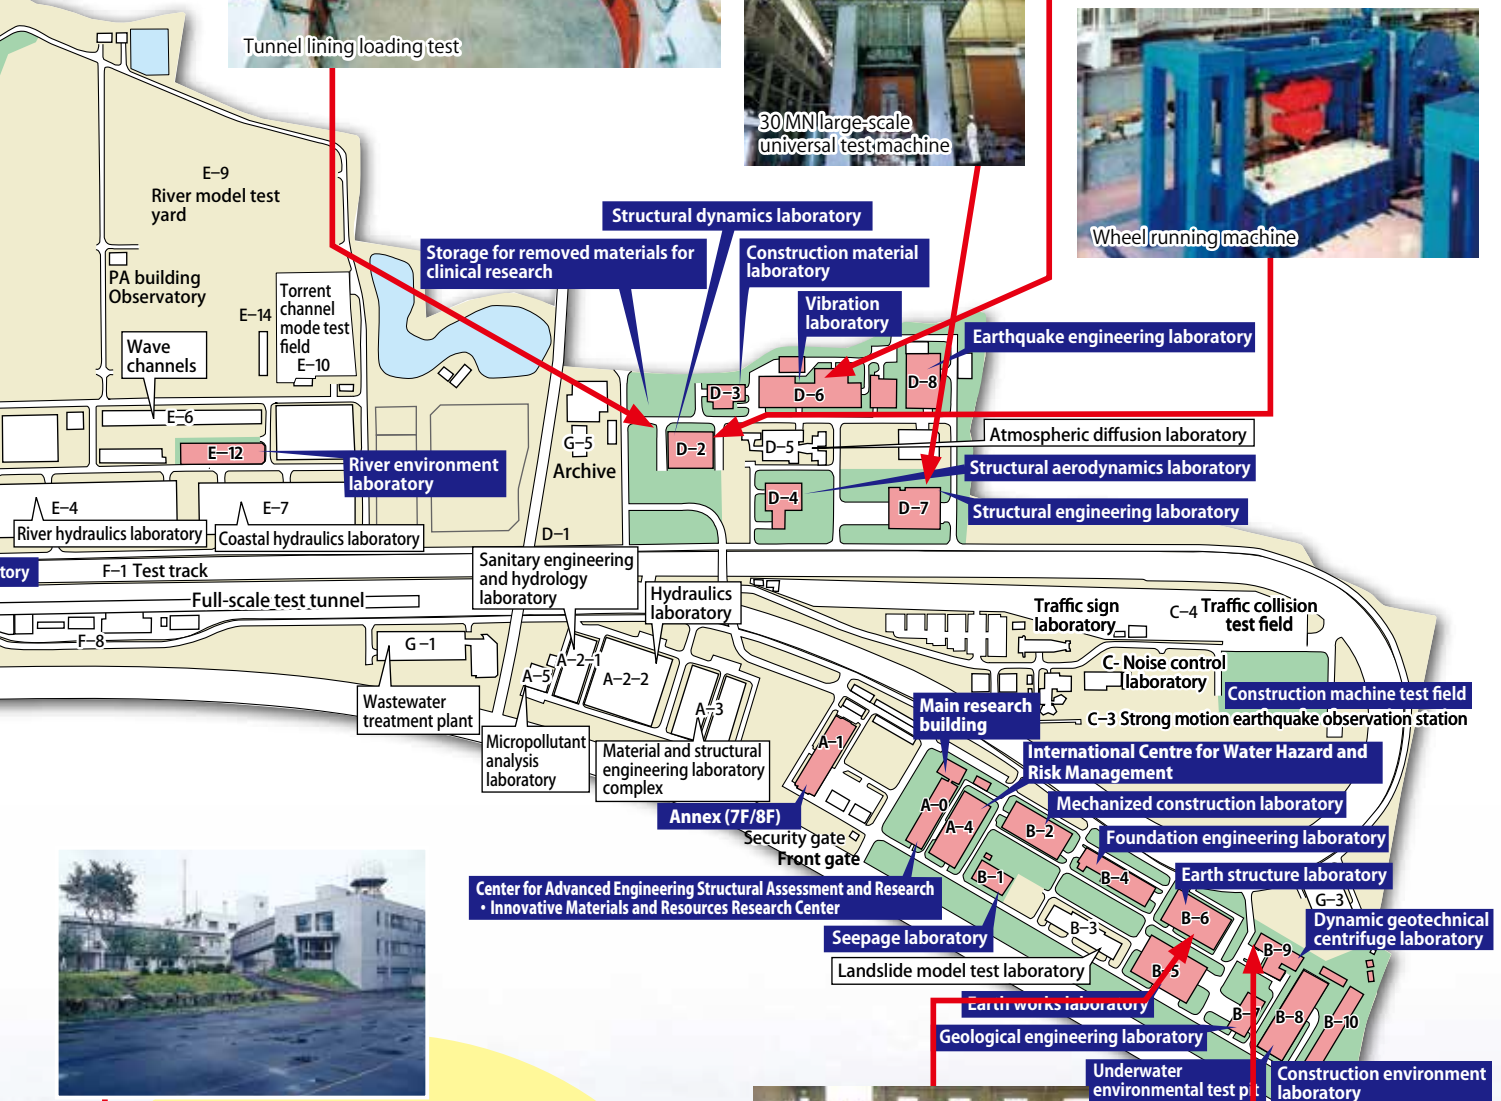 Tunnel lining loading test
30 MN large-scale
universal test machine
Wheel running machine
E–9
River model test
yard
PA building
Observatory
E–14
Torrent
channel
mode test
field
E–10
Wave
channels
E–6
E–12
River environment
laboratory
E–4
River hydraulics laboratory
E–7
Coastal hydraulics laboratory
Structural dynamics laboratory
Storage for removed materials for
clinical research
Construction material
laboratory
Vibration
laboratory
Earthquake engineering laboratory
D–3
D–6
D–8
D–2
D–5
Atmospheric diffusion laboratory
G–5
Archive
Structural aerodynamics laboratory
D–4
D–7
Structural engineering laboratory
D–1
tory
F–1 Test track
Full-scale test tunnel
F–8
G–1
Wastewater
treatment plant
Sanitary engineering
and hydrology
laboratory
Hydraulics
laboratory
A–5
A–2–1
A–2–2
A–3
Micropollutant
analysis
laboratory
Material and structural
engineering laboratory
complex
Traffic sign
laboratory
C–4 Traffic collision
test field
C- Noise control
laboratory
Construction machine test field
C–3 Strong motion earthquake observation station
A–1
Annex (7F/8F)
Security gate
Front gate
Main research
building
International Centre for Water Hazard and
Risk Management
A–0
A–4
B–2
Mechanized construction laboratory
Foundation engineering laboratory
B–1
B–4
Earth structure laboratory
Center for Advanced Engineering Structural Assessment and Research
・Innovative Materials and Resources Research Center
Seepage laboratory
B–3
B–6
G–3
Dynamic geotechnical
centrifuge laboratory
Landslide model test laboratory
B–5
B–9
Earth works laboratory
Geological engineering laboratory
B–7
B–8
B–10
Underwater
environmental test pit
Construction environment
laboratory